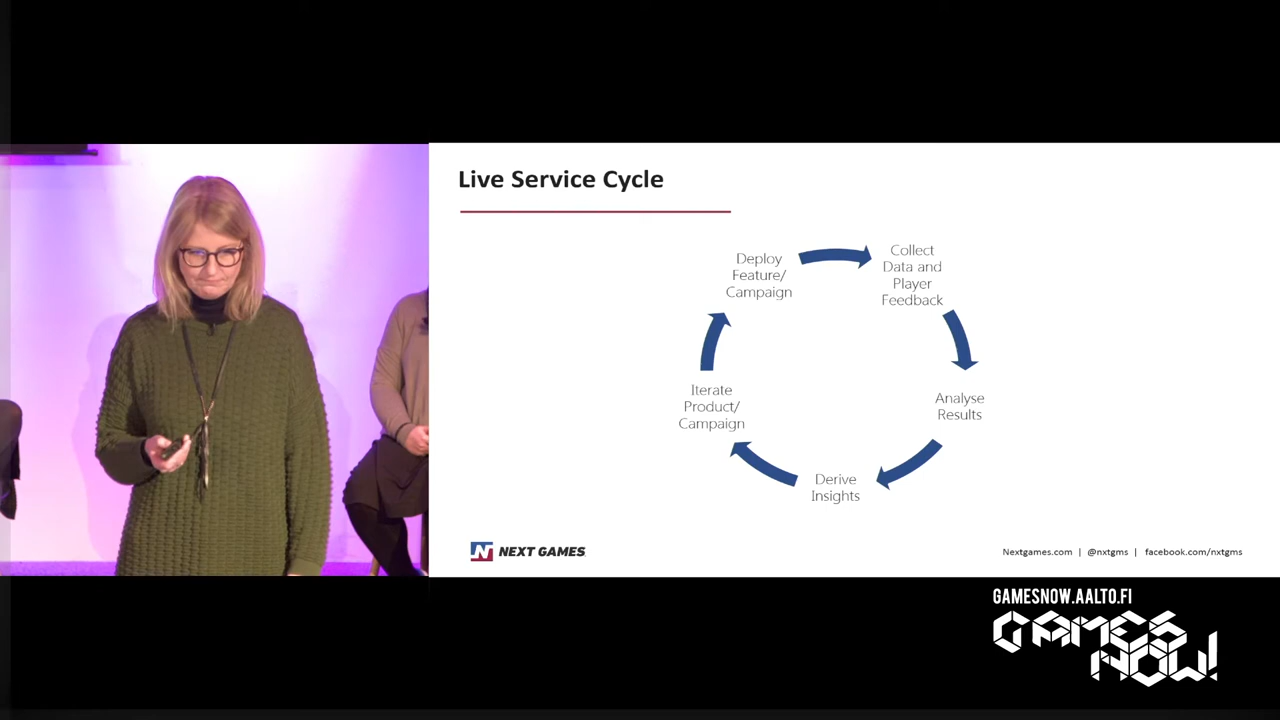 Live Service Cycle
Deploy
Feature/
Campaign
Collect
Data and
Player
Feedback
Analyse
Results
Derive
Insights
Iterate
Product/
Campaign
N NEXT GAMES
Nextgames.com | @nxtgms | facebook.com/nxtgms
GAMESNOW.AALTO.FI
GAMES
NOW!